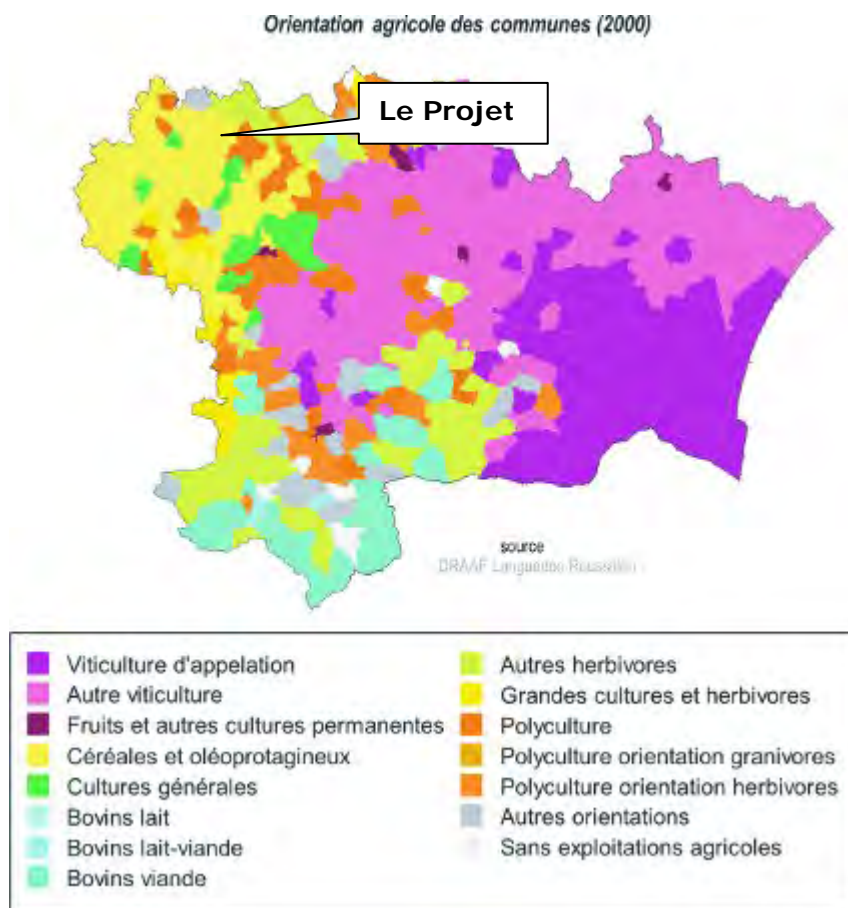 Orientation agricole des communes (2000)
Le Projet
source
DRAAF Languedoc Roussillon
Viticulture d'appelation
Autre viticulture
Fruits et autres cultures permanentes
Céréales et oléoprotagineux
Cultures générales
Bovins lait
Bovins lait-viande
Bovins viande
Autres herbivores
Grandes cultures et herbivores
Polyculture
Polyculture orientation granivores
Polyculture orientation herbivores
Autres orientations
Sans exploitations agricoles